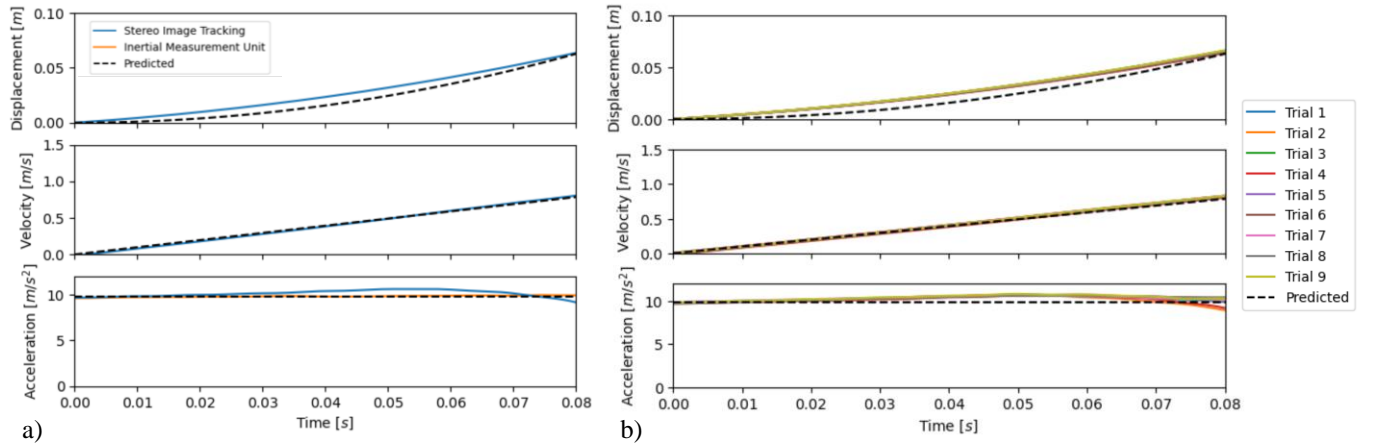 Displacement [m]
0.10
0.05
0.00
Stereo Image Tracking
Inertial Measurement Unit
Predicted
Velocity [m/s]
1.5
1.0
0.5
0.0
Acceleration [m/s²]
10
5
0
0.00 0.01 0.02 0.03 0.04 0.05 0.06 0.07 0.08
Time [s]
a)
Displacement [m]
0.10
0.05
0.00
Velocity [m/s]
1.5
1.0
0.5
0.0
Acceleration [m/s²]
10
5
0
0.00 0.01 0.02 0.03 0.04 0.05 0.06 0.07 0.08
Time [s]
b)
Trial 1
Trial 2
Trial 3
Trial 4
Trial 5
Trial 6
Trial 7
Trial 8
Trial 9
Predicted